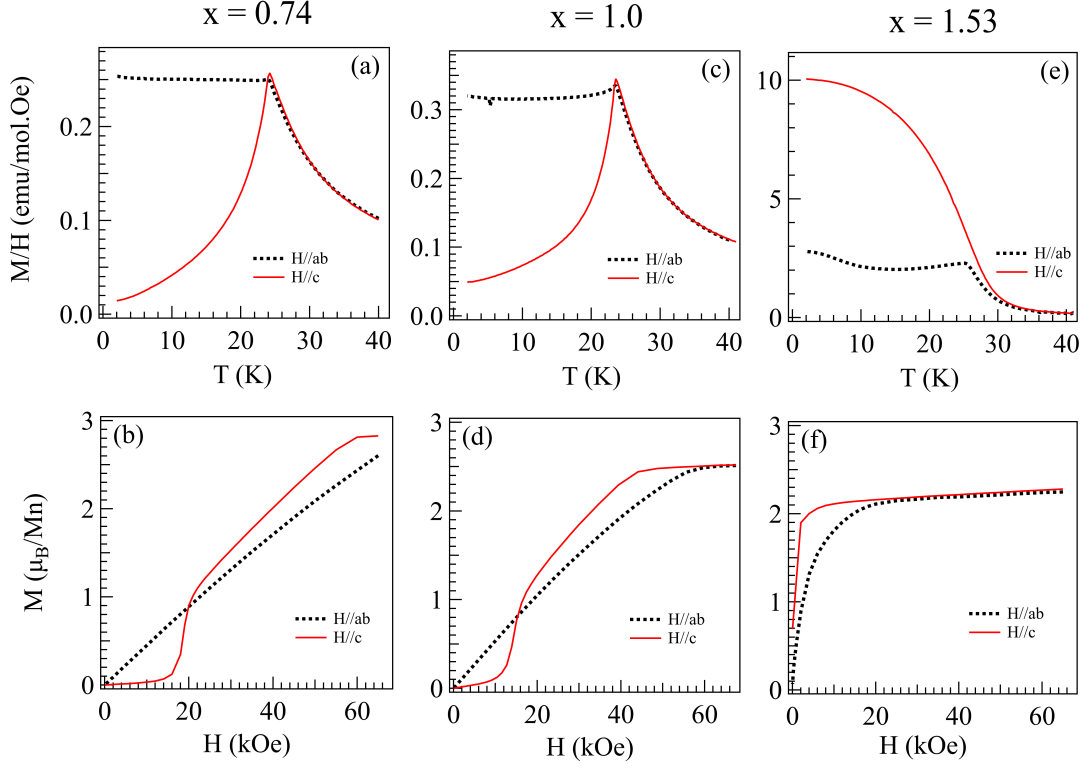 x = 0.74
x = 1.0
x = 1.53
M/H (emu/mol.Oe)
(a)
0.2
0.1
0.0
H//ab
H//c
0 10 20 30 40
T (K)
(c)
0.3
0.2
0.1
0.0
H//ab
H//c
0 10 20 30 40
T (K)
(e)
10
5
0
H//ab
H//c
0 10 20 30 40
T (K)
M (μB/Mn)
(b)
3
2
1
0
H//ab
H//c
0 20 40 60
H (kOe)
(d)
3
2
1
0
H//ab
H//c
0 20 40 60
H (kOe)
(f)
3
2
1
0
H//ab
H//c
0 20 40 60
H (kOe)